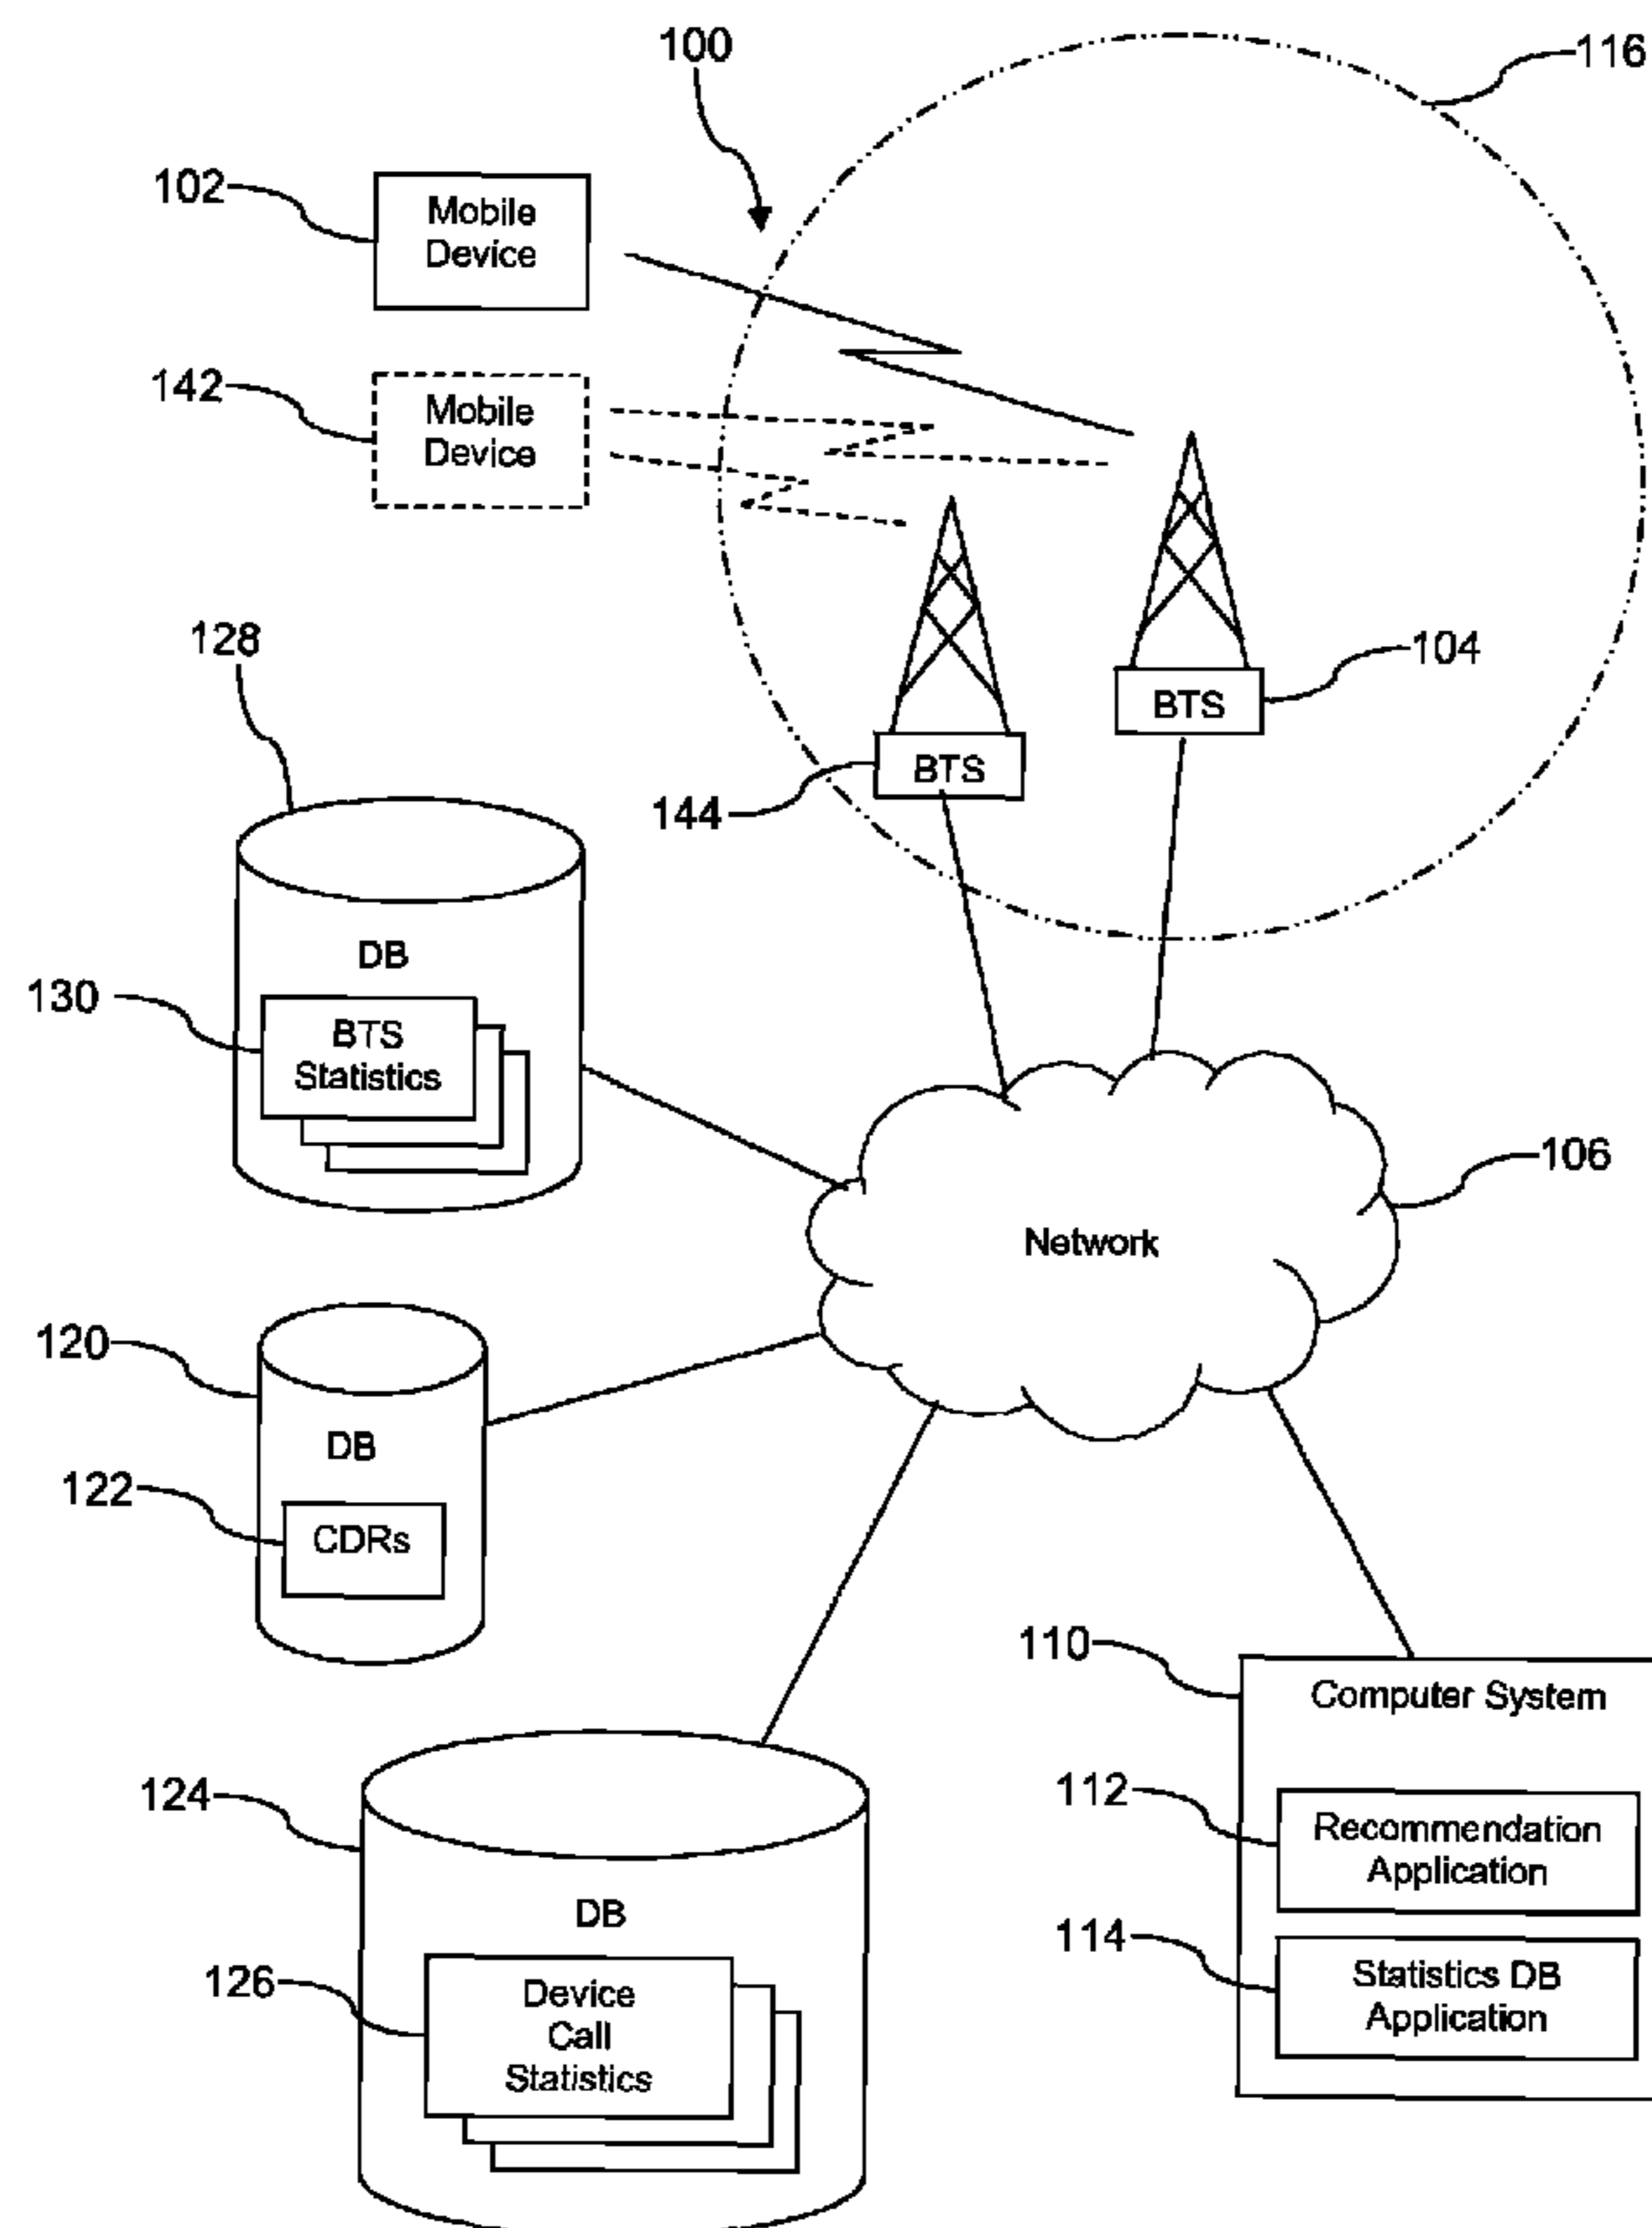 100
116
102
Mobile
Device
142
Mobile
Device
128
104
BTS
BTS
144
DB
130
BTS
Statistics
106
Network
120
DB
122
CDRs
110
Computer System
124
112
Recommendation
Application
DB
114
Statistics DB
Application
126
Device
Call
Statistics